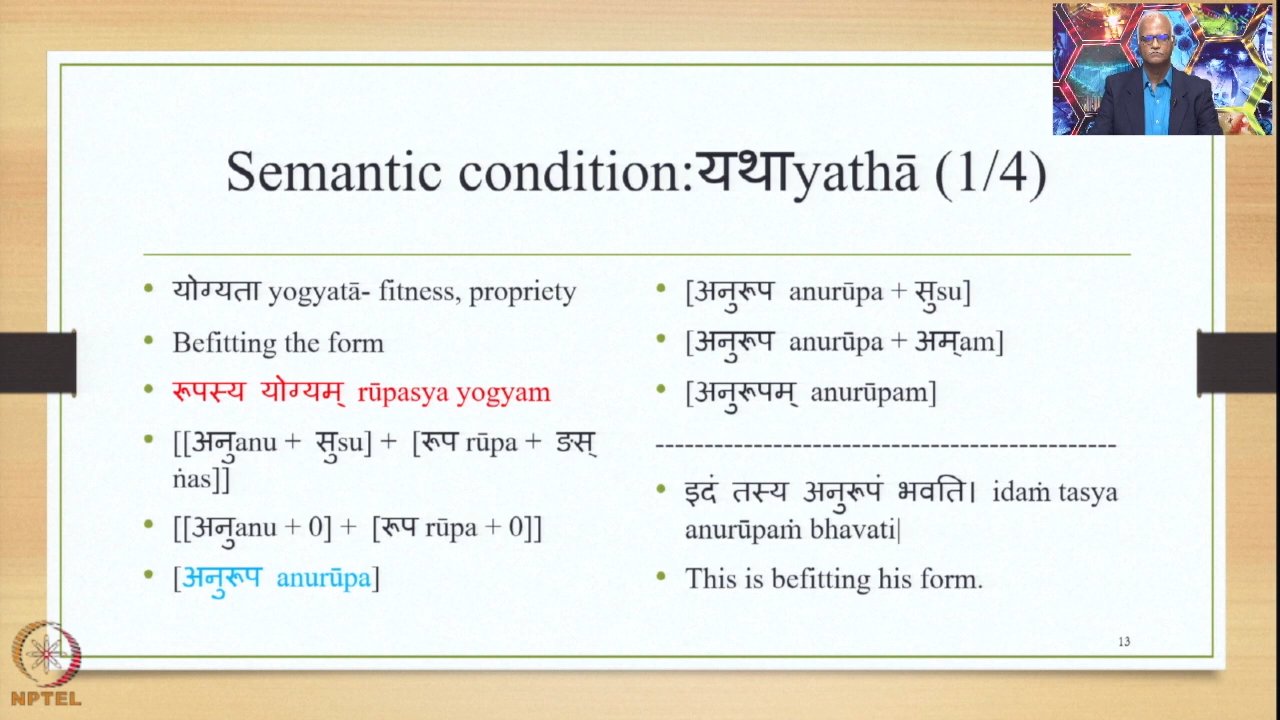 Semantic condition:यथाyathā (1/4)
• योग्यता yogyatā- fitness, propriety
• Befitting the form
• रूपस्य योग्यम् rūpasya yogyam
• [[अनुanu + सुsu] + [रूप rūpa + ङस्
ṅas]]
• [[अनुanu + 0] + [रूप rūpa + 0]]
• [अनुरूप anurūpa]
• [अनुरूप anurūpa + सुsu]
• [अनुरूप anurūpa + अम्am]
• [अनुरूपम् anurūpam]
-----------------------------------------------
• इदं तस्य अनुरूपं भवति। idaṁ tasya
anurūpaṁ bhavati|
• This is befitting his form.
13
NPTEL